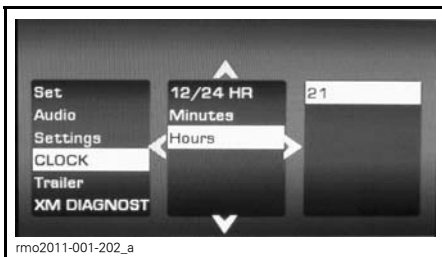 Set
Audio
Settings
CLOCK
Trailer
XM DIAGNOST
12/24 HR
Minutes
Hours
21
rmo2011-001-202_a